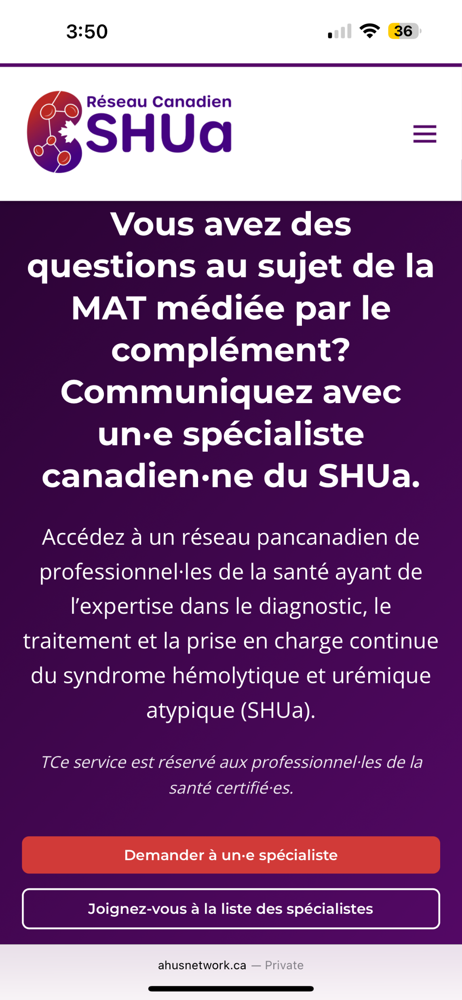 3:50
36
Réseau Canadien
SHUa
Vous avez des
questions au sujet de la
MAT médiée par le
complément?
Communiquez avec
un•e spécialiste
canadien•ne du SHUa.
Accédez à un réseau pancanadien de
professionnel·les de la santé ayant de
l’expertise dans le diagnostic, le
traitement et la prise en charge continue
du syndrome hémolytique et urémique
atypique (SHUa).
TCe service est réservé aux professionnel·les de la
santé certifié·es.
Demander à un•e spécialiste
Joignez-vous à la liste des spécialistes
ahusnetwork.ca — Private